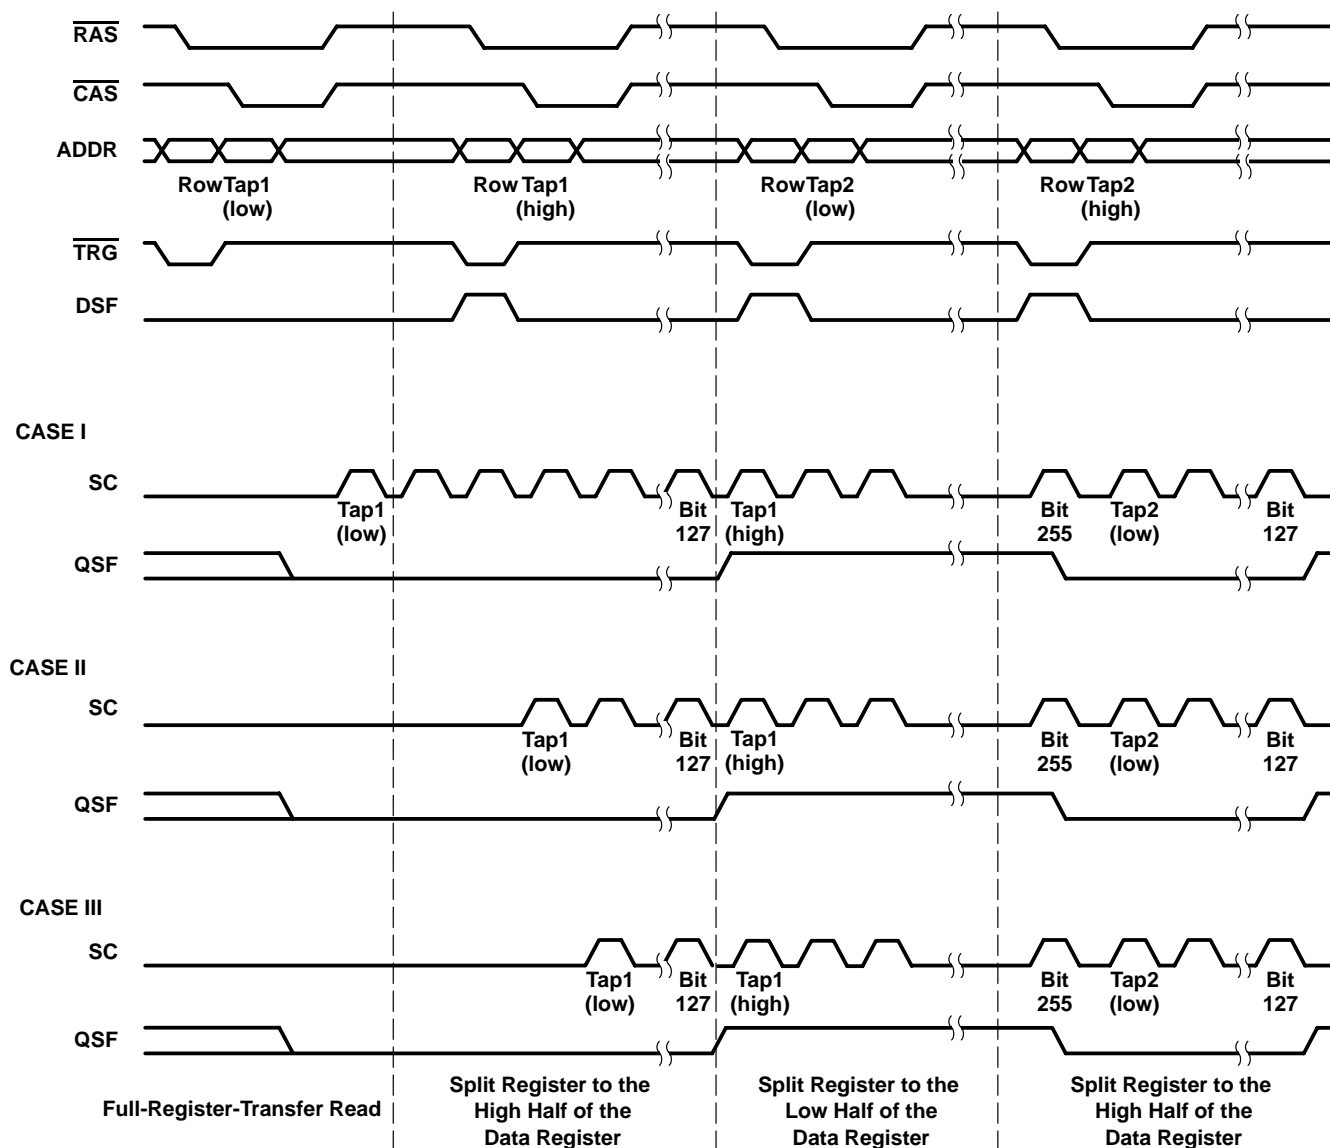 RAS
CAS
ADDR
Row Tap1 Row Tap1 Row Tap2 Row Tap2
(low) (high) (low) (high)
TRG
DSF
CASE I
SC
Tap1 Bit Tap1 Bit Tap2 Bit
(low) 127 (high) 255 (low) 127
QSF
CASE II
SC
Tap1 Bit Tap1 Bit Tap2 Bit
(low) 127 (high) 255 (low) 127
QSF
CASE III
SC
Tap1 Bit Tap1 Bit Tap2 Bit
(low) 127 (high) 255 (low) 127
QSF
Full-Register-Transfer Read
Split Register to the
High Half of the
Data Register
Split Register to the
Low Half of the
Data Register
Split Register to the
High Half of the
Data Register